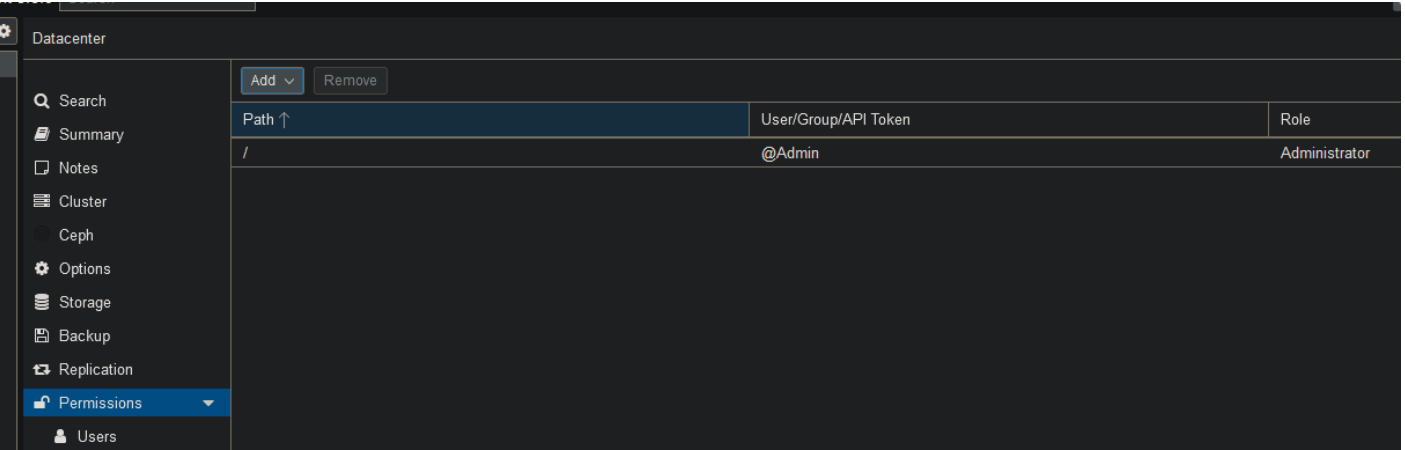 Datacenter
Add
Remove
Search
Summary
Notes
Cluster
Ceph
Options
Storage
Backup
Replication
Permissions
Users
Path
User/Group/API Token
Role
/
@Admin
Administrator